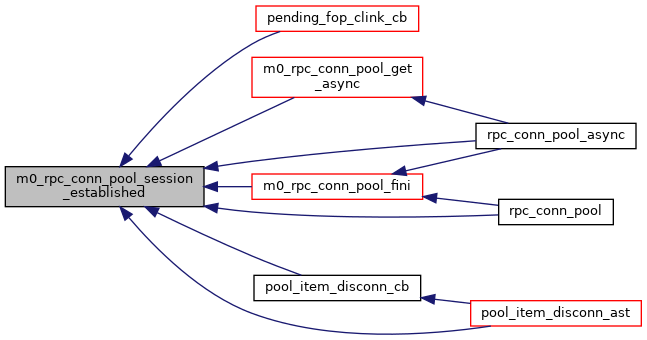 pending_fop_clink_cb
m0_rpc_conn_pool_get
_async
rpc_conn_pool_async
m0_rpc_conn_pool_session
_established
m0_rpc_conn_pool_fini
rpc_conn_pool
pool_item_disconn_cb
pool_item_disconn_ast